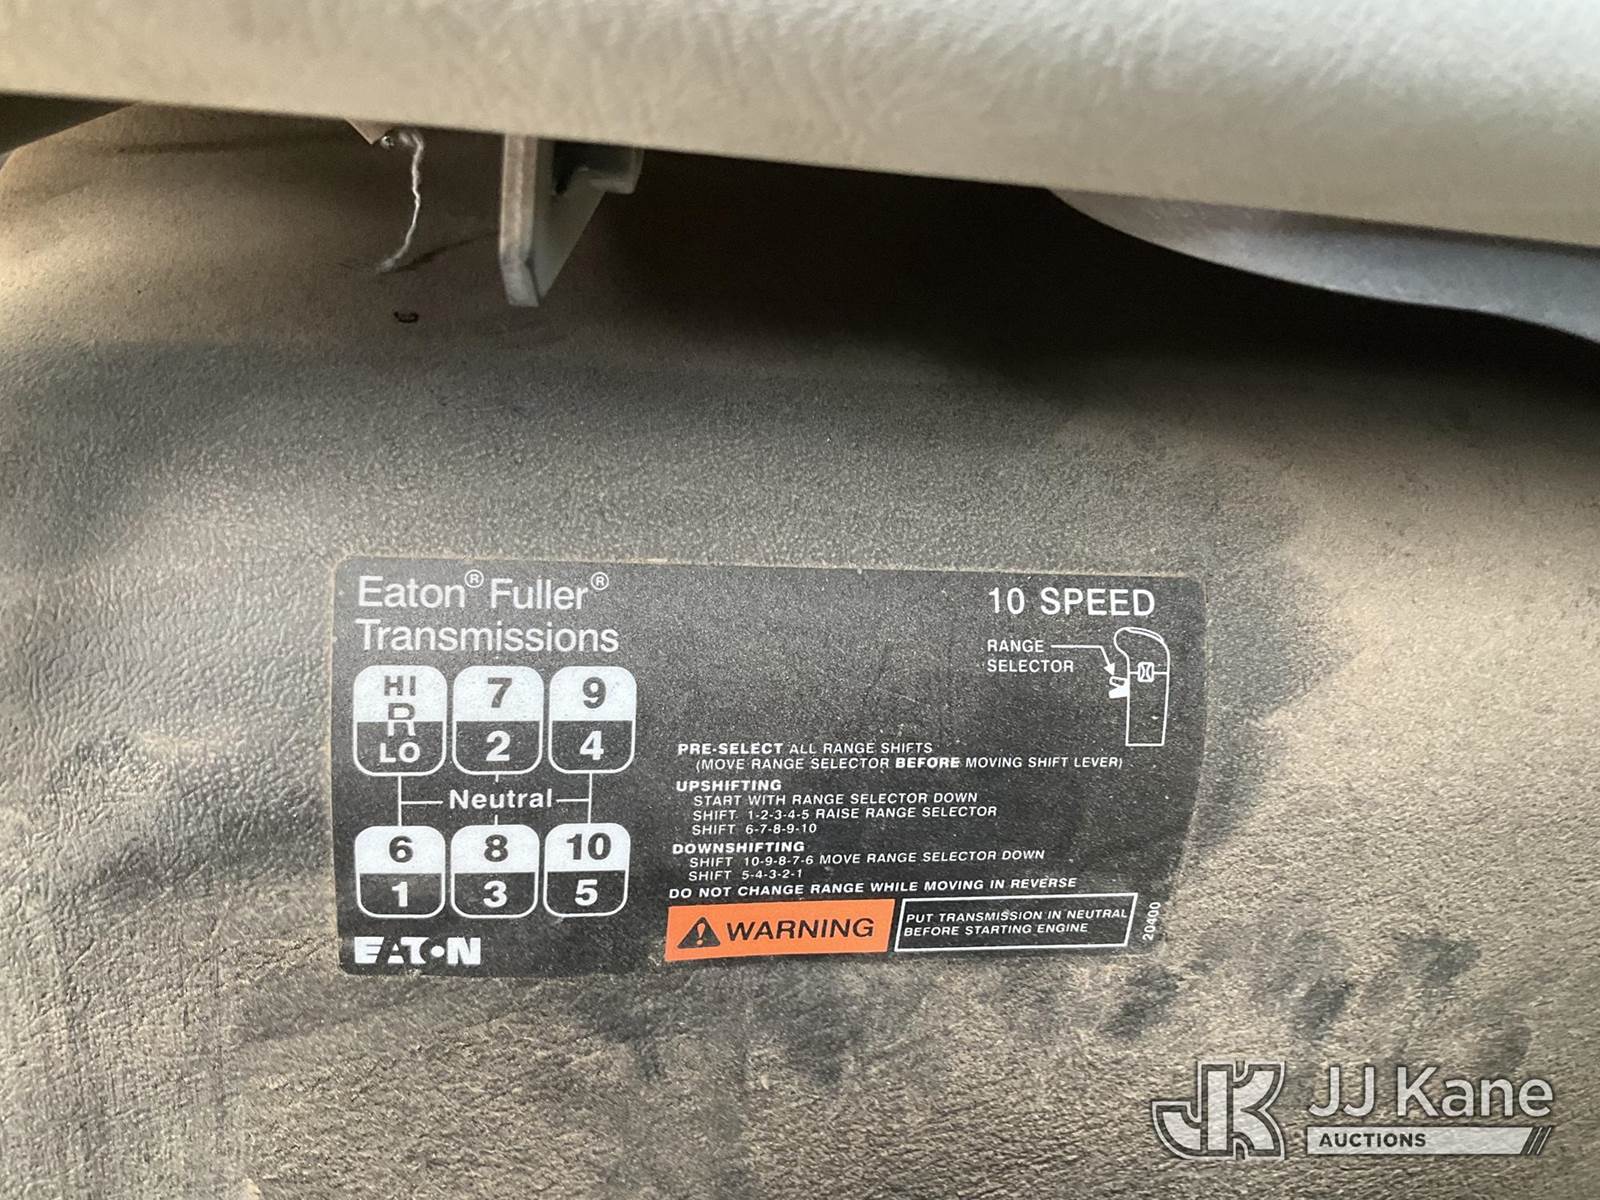 Eaton® Fuller®
Transmissions
10 SPEED
RANGE
SELECTOR
HI
R
LO
7
2
9
4
Neutral
6
1
8
3
10
5
EATON
PRE-SELECT ALL RANGE SHIFTS
(MOVE RANGE SELECTOR BEFORE MOVING SHIFT LEVER)
UPSHIFTING
START WITH RANGE SELECTOR DOWN
SHIFT 1-2-3-4-5 RAISE RANGE SELECTOR
SHIFT 6-7-8-9-10
DOWNSHIFTING
SHIFT 10-9-8-7-6 MOVE RANGE SELECTOR DOWN
SHIFT 5-4-3-2-1
DO NOT CHANGE RANGE WHILE MOVING IN REVERSE
WARNING
PUT TRANSMISSION IN NEUTRAL
BEFORE STARTING ENGINE
20400
JK JJ Kane
AUCTIONS